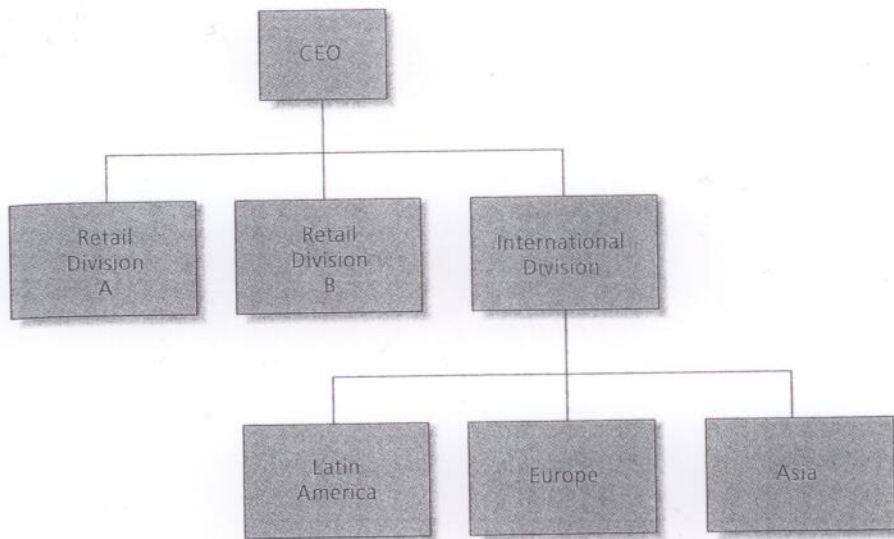 CEO
Retail
Division
A
Retail
Division
B
International
Division
Latin
America
Europe
Asia